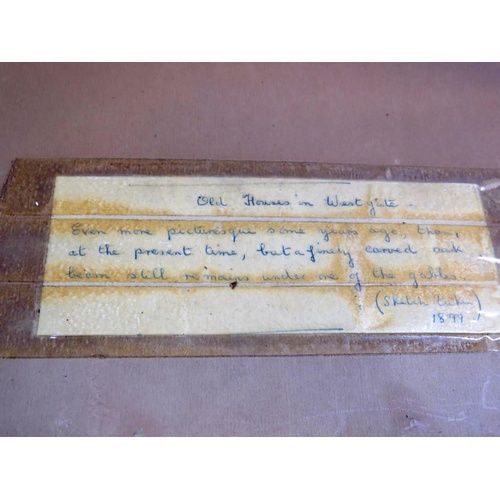 Old Houses in Westgate.
Even more picturesque some years ago, than,
at the present time, but a finely carved oak
beam still remains under one of the gables.
(Sketch taken)
1899